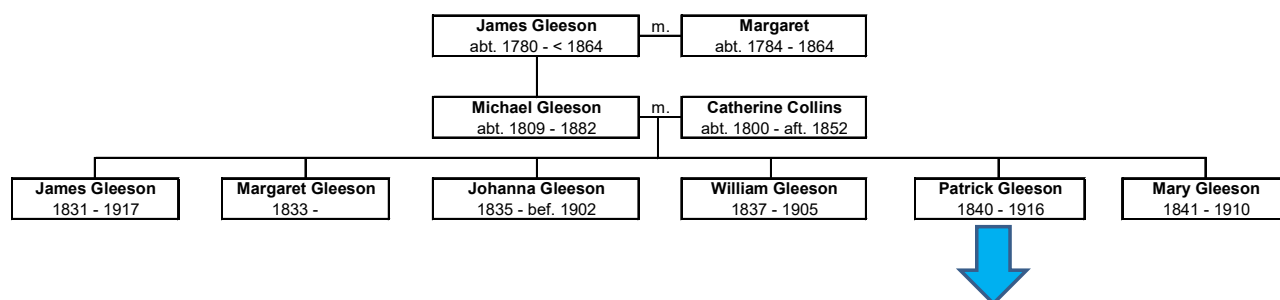 James Gleeson
abt. 1780 - < 1864
m.
Margaret
abt. 1784 - 1864
Michael Gleeson
abt. 1809 - 1882
m.
Catherine Collins
abt. 1800 - aft. 1852
James Gleeson
1831 - 1917
Margaret Gleeson
1833 -
Johanna Gleeson
1835 - bef. 1902
William Gleeson
1837 - 1905
Patrick Gleeson
1840 - 1916
Mary Gleeson
1841 - 1910